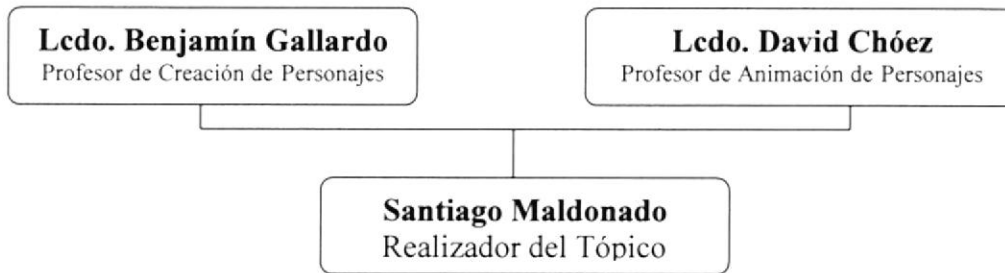 Lcdo. Benjamín Gallardo
Profesor de Creación de Personajes
Lcdo. David Chóez
Profesor de Animación de Personajes
Santiago Maldonado
Realizador del Tópico